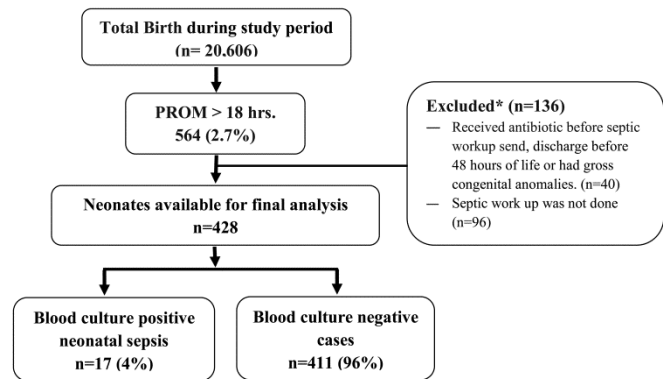 Total Birth during study period
(n= 20,606)
PROM > 18 hrs.
564 (2.7%)
Excluded* (n=136)
— Received antibiotic before septic
workup send, discharge before
48 hours of life or had gross
congenital anomalies. (n=40)
— Septic work up was not done
(n=96)
Neonates available for final analysis
n=428
Blood culture positive
neonatal sepsis
n=17 (4%)
Blood culture negative
cases
n=411 (96%)